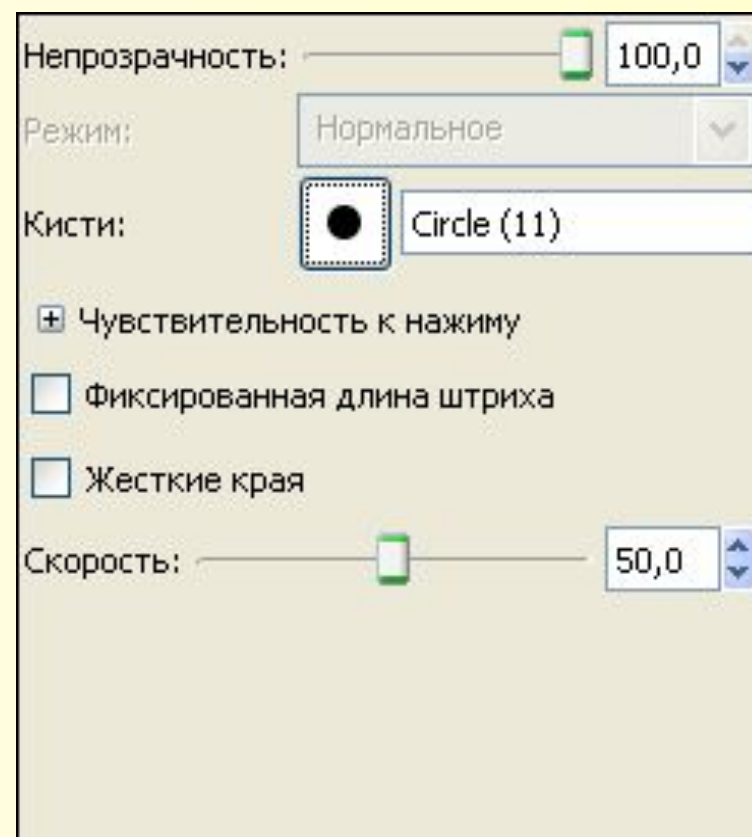 Непрозрачность: 100,0
Режим: Нормальное
Кисти: Circle (11)
Чувствительность к нажиму
Фиксированная длина штриха
Жесткие края
Скорость: 50,0